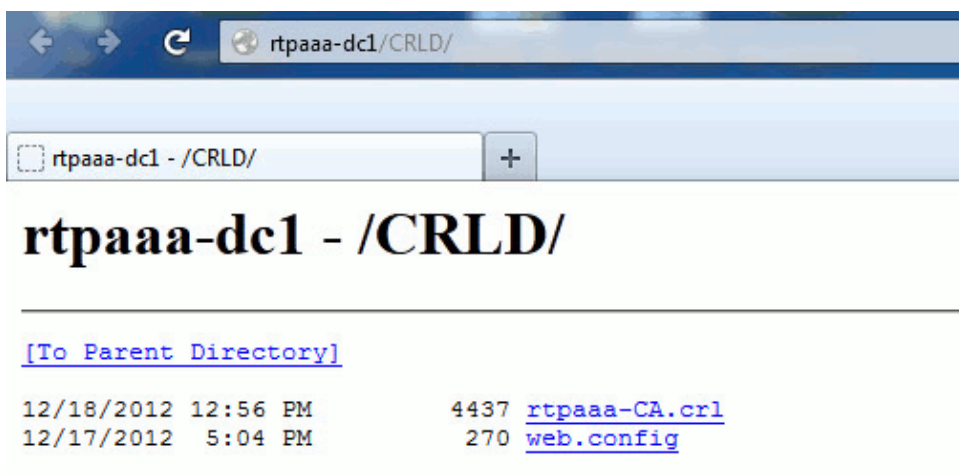 rtpaaa-dc1/CRLD/
rtpaaa-dc1 - /CRLD/
rtpaaa-dc1 - /CRLD/
[To Parent Directory]
12/18/2012 12:56 PM 4437 rtpaaa-CA.crl
12/17/2012 5:04 PM 270 web.config